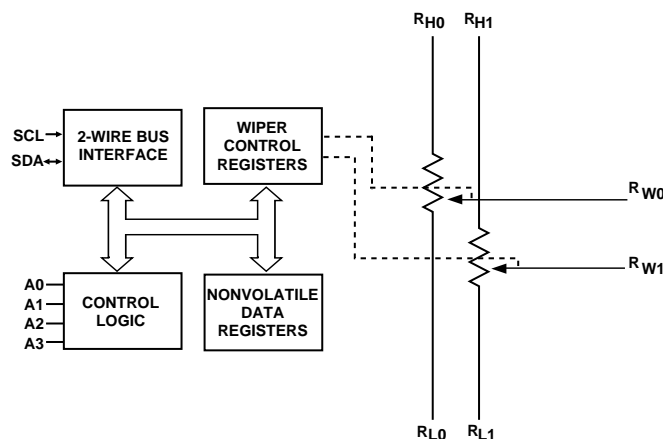 RH0 RH1
SCL
SDA
2-WIRE BUS
INTERFACE
WIPER
CONTROL
REGISTERS
RW0
RW1
A0
A1
A2
A3
CONTROL
LOGIC
NONVOLATILE
DATA
REGISTERS
RL0 RL1